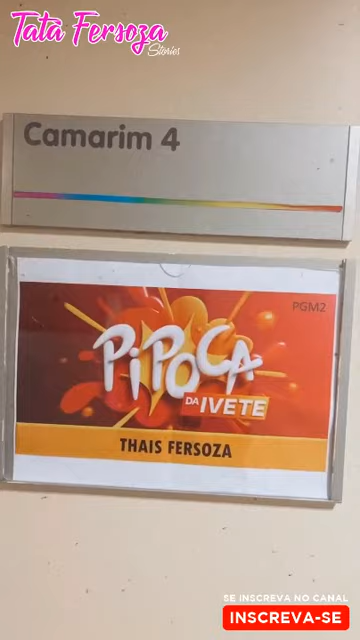 Tata Fersoza
Stories
Camarim 4
PGM2
PIPOCA
DA IVETE
THAIS FERSOZA
SE INSCREVA NO CANAL
INSCREVA-SE